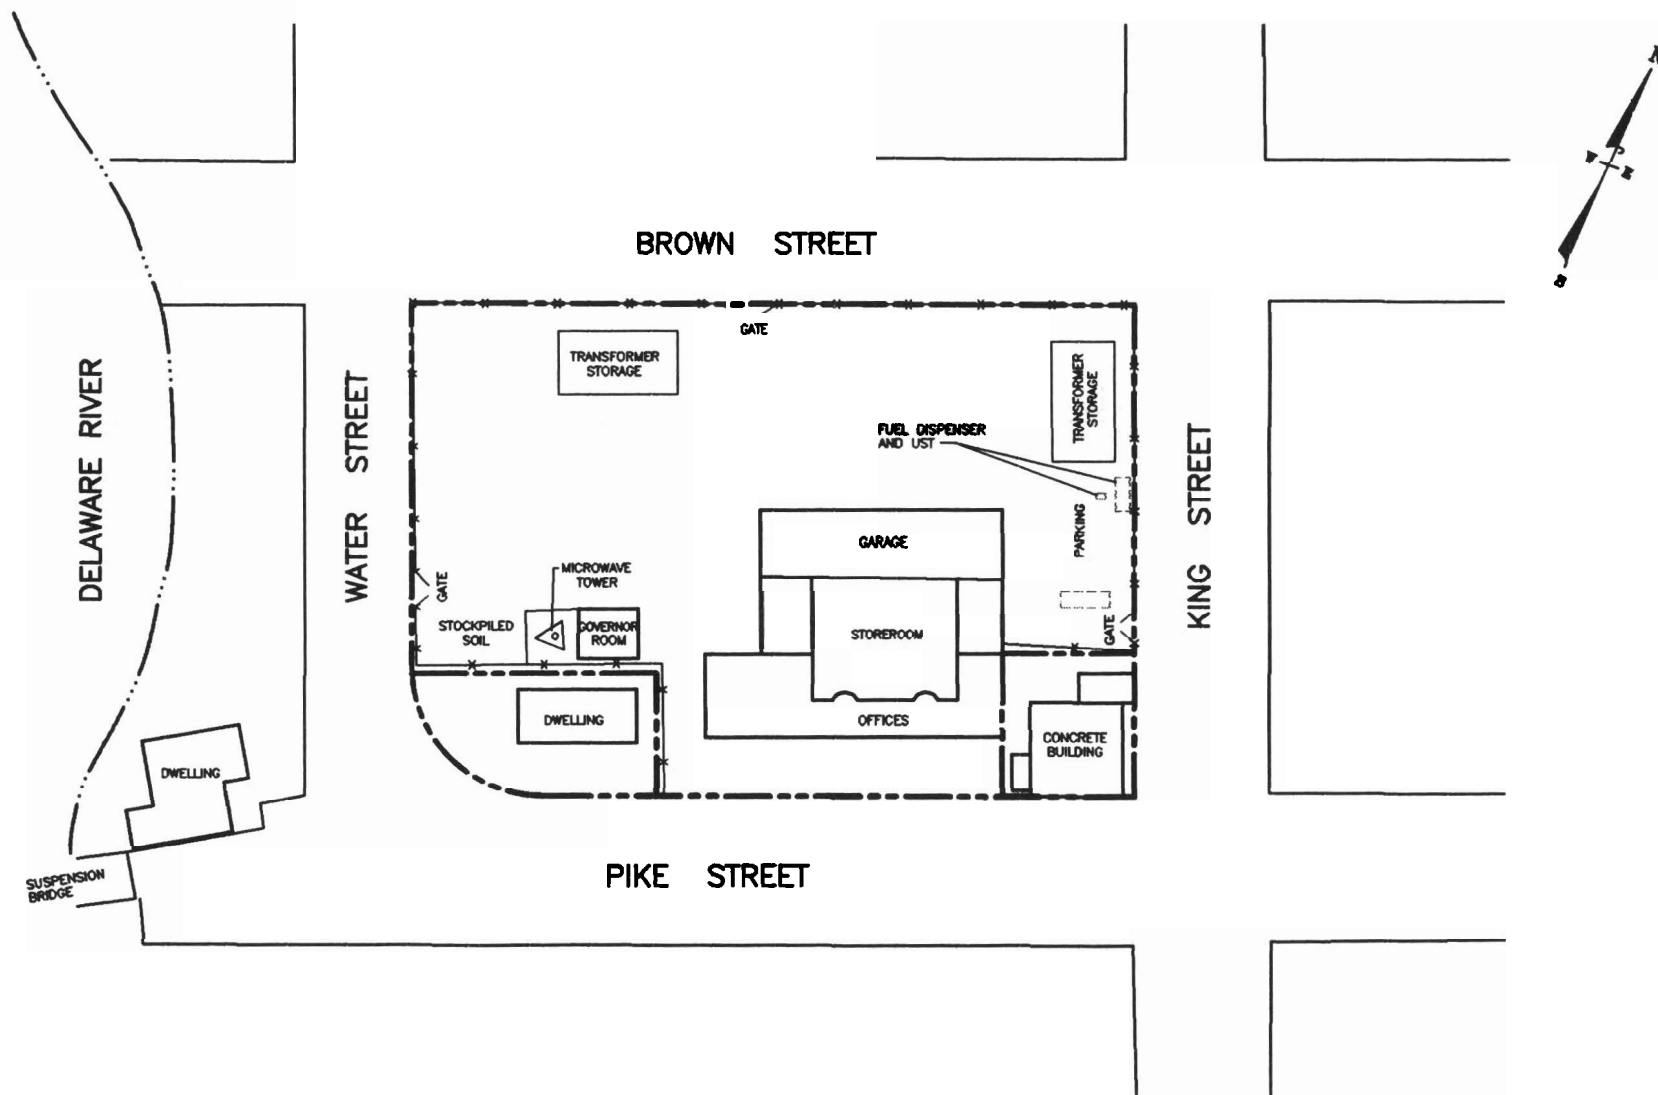 N
W
E
S
BROWN STREET
GATE
TRANSFORMER
STORAGE
TRANSFORMER
STORAGE
DELAWARE RIVER
WATER STREET
FUEL DISPENSER
AND UST
KING STREET
PARKING
GARAGE
MICROWAVE
TOWER
GATE
STOCKPILED
SOIL
GOVERNOR
ROOM
STOREROOM
GATE
DWELLING
OFFICES
CONCRETE
BUILDING
DWELLING
SUSPENSION
BRIDGE
PIKE STREET